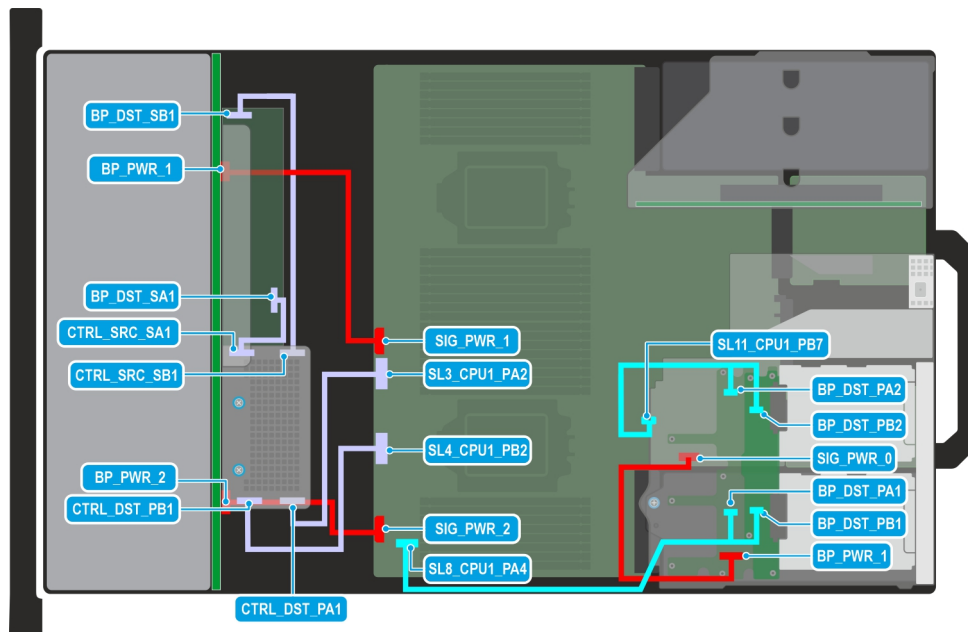 BP_DST_SB1
BP_PWR_1
BP_DST_SA1
CTRL_SRC_SA1
CTRL_SRC_SB1
BP_PWR_2
CTRL_DST_PB1
CTRL_DST_PA1
SIG_PWR_1
SL3_CPU1_PA2
SL4_CPU1_PB2
SIG_PWR_2
SL8_CPU1_PA4
SL11_CPU1_PB7
BP_DST_PA2
BP_DST_PB2
SIG_PWR_0
BP_DST_PA1
BP_DST_PB1
BP_PWR_1